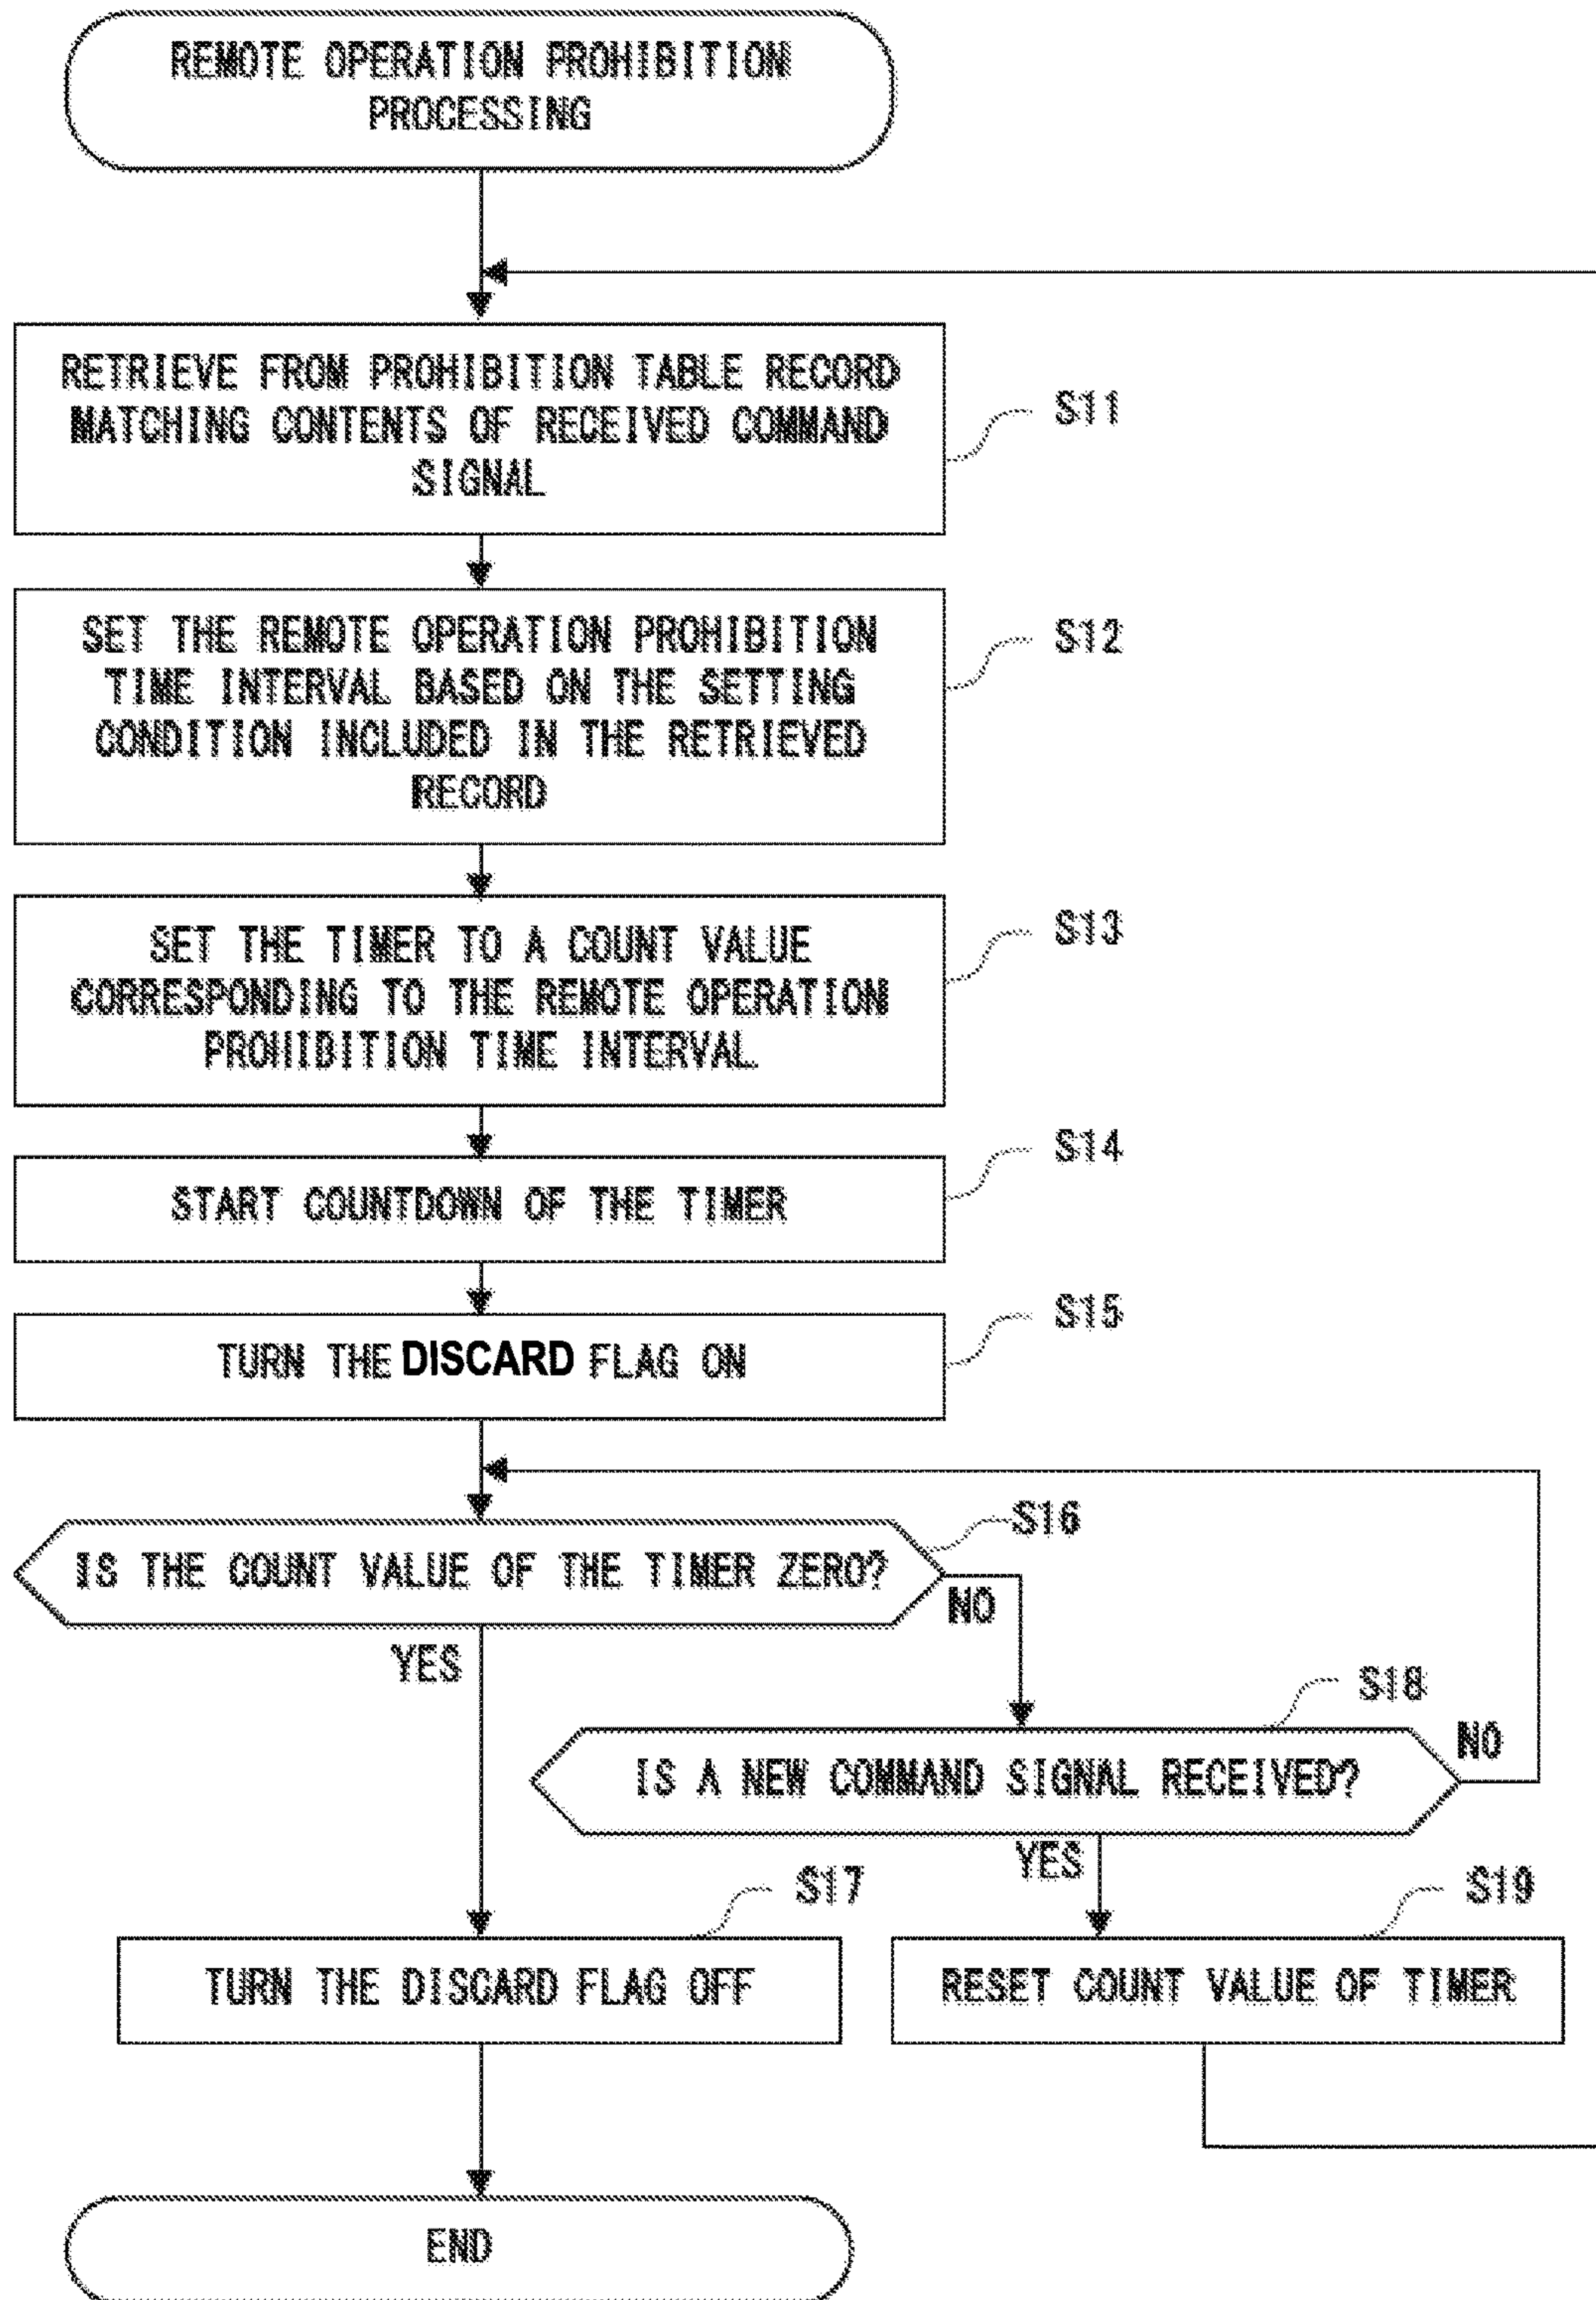 REMOTE OPERATION PROHIBITION
PROCESSING
RETRIEVE FROM PROHIBITION TABLE RECORD
MATCHING CONTENTS OF RECEIVED COMMAND
SIGNAL
S11
SET THE REMOTE OPERATION PROHIBITION
TIME INTERVAL BASED ON THE SETTING
CONDITION INCLUDED IN THE RETRIEVED
RECORD
S12
SET THE TIMER TO A COUNT VALUE
CORRESPONDING TO THE REMOTE OPERATION
PROHIBITION TIME INTERVAL
S13
START COUNTDOWN OF THE TIMER
S14
TURN THE DISCARD FLAG ON
S15
IS THE COUNT VALUE OF THE TIMER ZERO?
S16
NO
YES
IS A NEW COMMAND SIGNAL RECEIVED?
S18
NO
YES
TURN THE DISCARD FLAG OFF
S17
RESET COUNT VALUE OF TIMER
S19
END